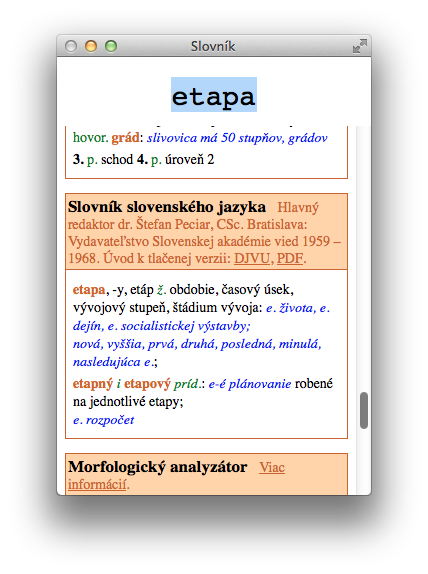 Slovník
etapa
hovor. grád: slivovica má 50 stupňov, grádov
3. p. schod 4. p. úroveň 2
Slovník slovenského jazyka Hlavný
redaktor dr. Štefan Peciar, CSc. Bratislava:
Vydavateľstvo Slovenskej akadémie vied 1959 –
1968. Úvod k tlačenej verzii: DJVU, PDF.
etapa, -y, etáp ž. obdobie, časový úsek,
vývojový stupeň, štádium vývoja: e. života, e.
dejín, e. socialistickej výstavby;
nová, vyššia, prvá, druhá, posledná, minulá,
nasledujúca e.;
etapný i etapový príd.: e-é plánovanie robené
na jednotlivé etapy;
e. rozpočet
Morfologický analyzátor Viac
informácií.